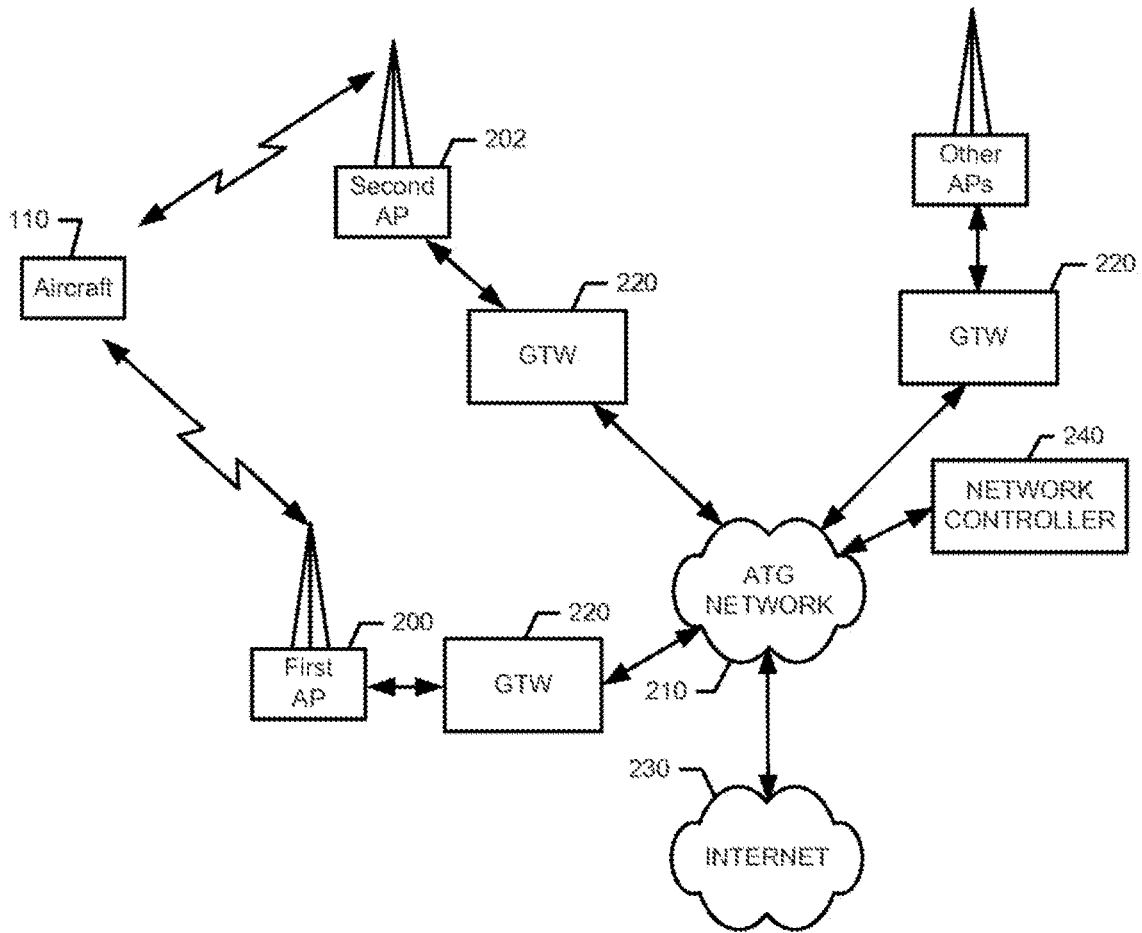 202
Second
AP
Other
APs
110
Aircraft
220
GTW
220
GTW
240
NETWORK
CONTROLLER
ATG
NETWORK
200
First
AP
220
GTW
210
230
INTERNET